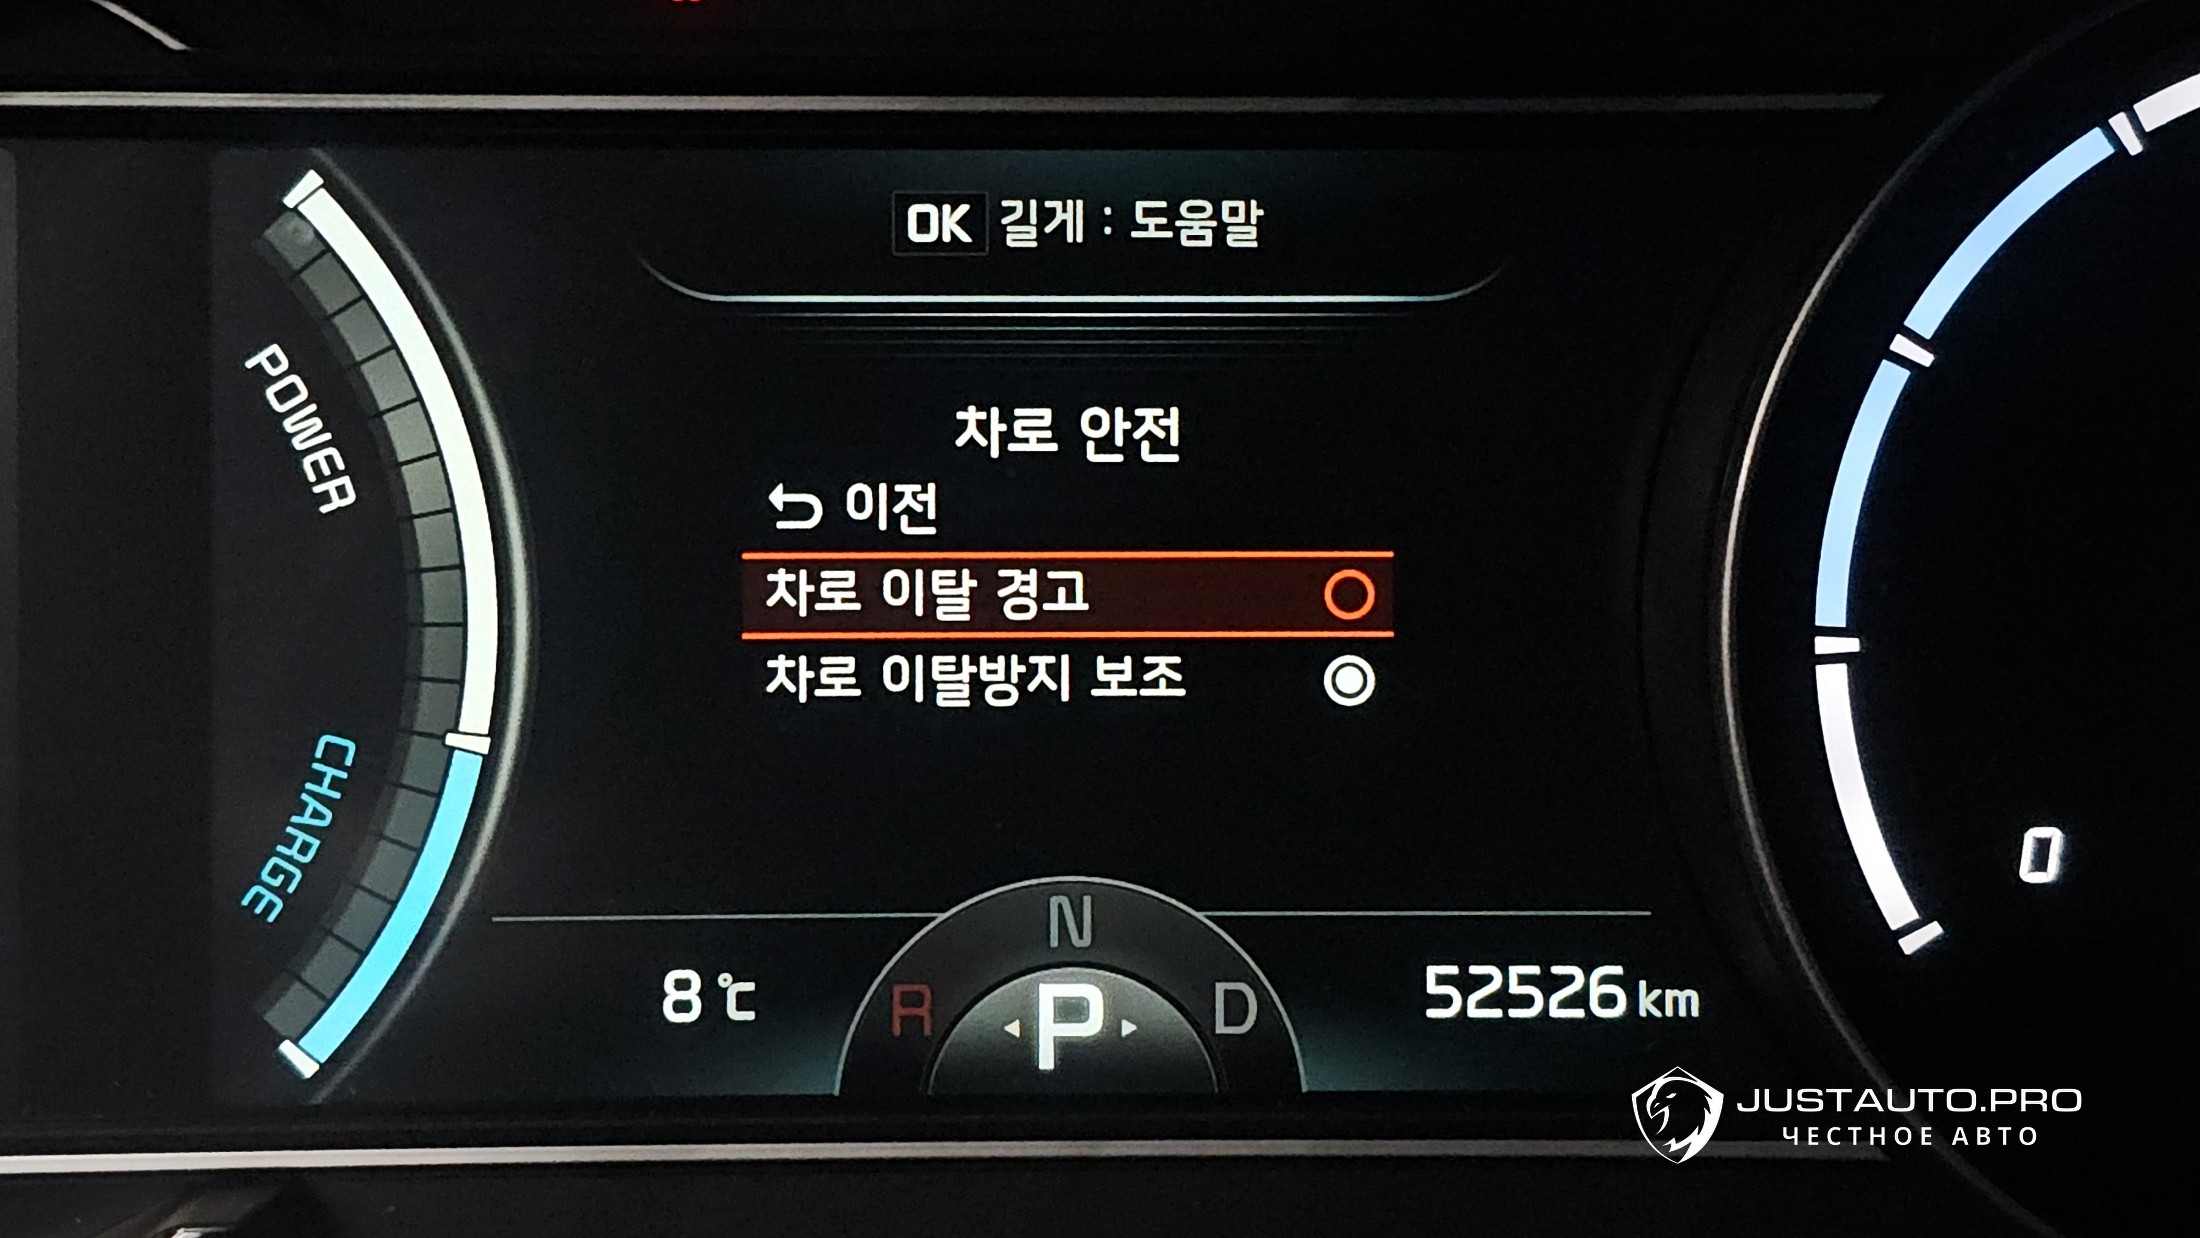 OK 길게 : 도움말
차로 안전
이전
차로 이탈 경고
차로 이탈방지 보조
POWER
CHARGE
0
N
R P D
8℃
52526 km
JUSTAUTO.PRO
ЧЕСТНОЕ АВТО